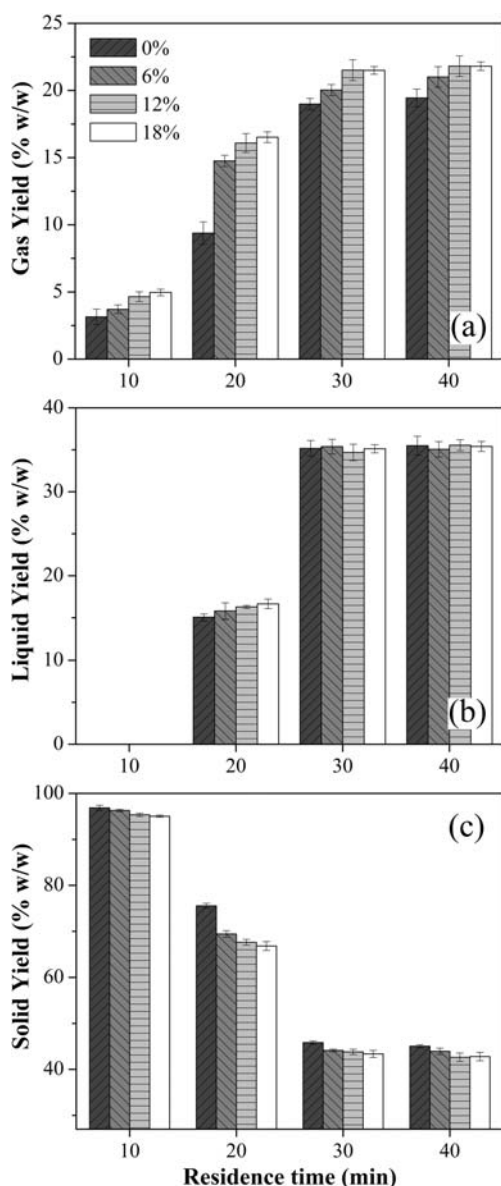 25
20
15
10
5
0
Gas Yield (% w/w)
0%
6%
12%
18%
(a)
10 20 30 40
40
30
20
10
0
Liquid Yield (% w/w)
(b)
10 20 30 40
100
80
60
40
Solid Yield (% w/w)
(c)
10 20 30 40
Residence time (min)